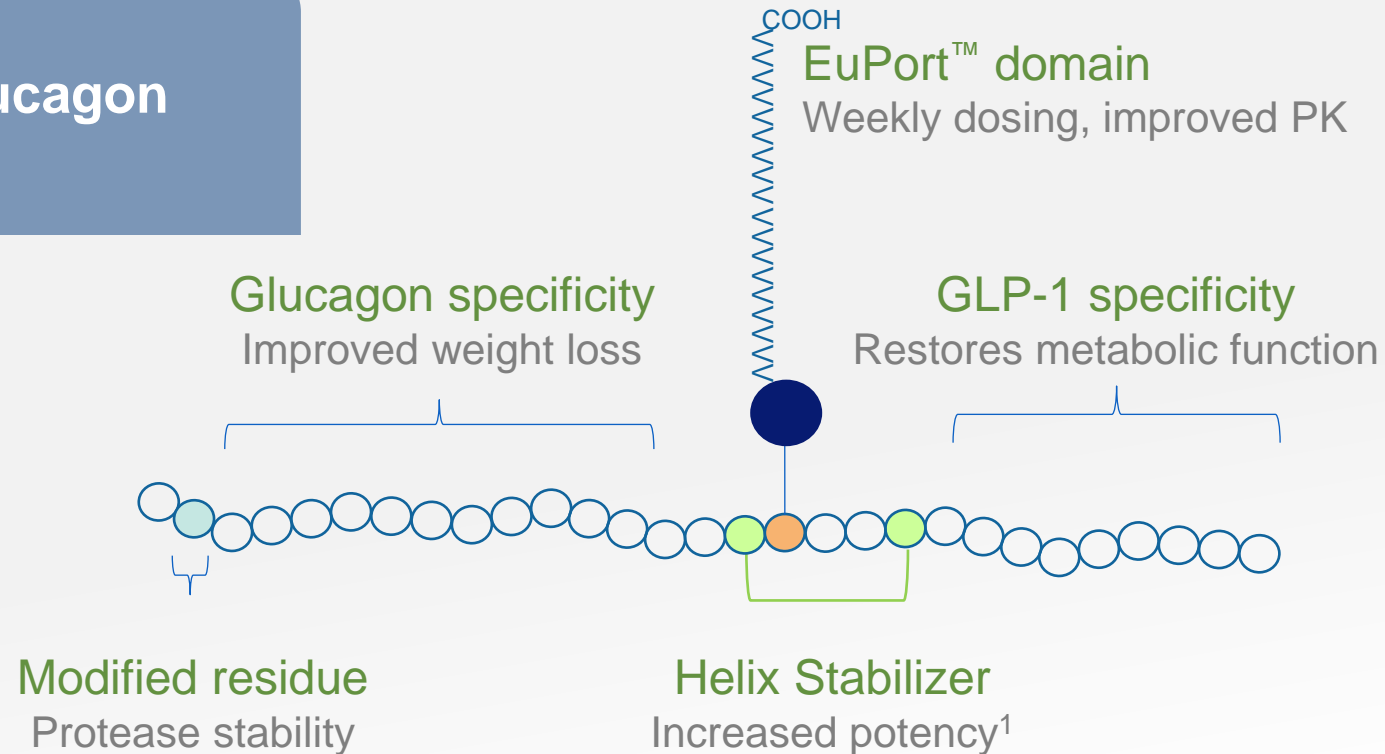 COOH
EuPort™ domain
Weekly dosing, improved PK
ucagon
Glucagon specificity
Improved weight loss
GLP-1 specificity
Restores metabolic function
Modified residue
Protease stability
Helix Stabilizer
Increased potency¹